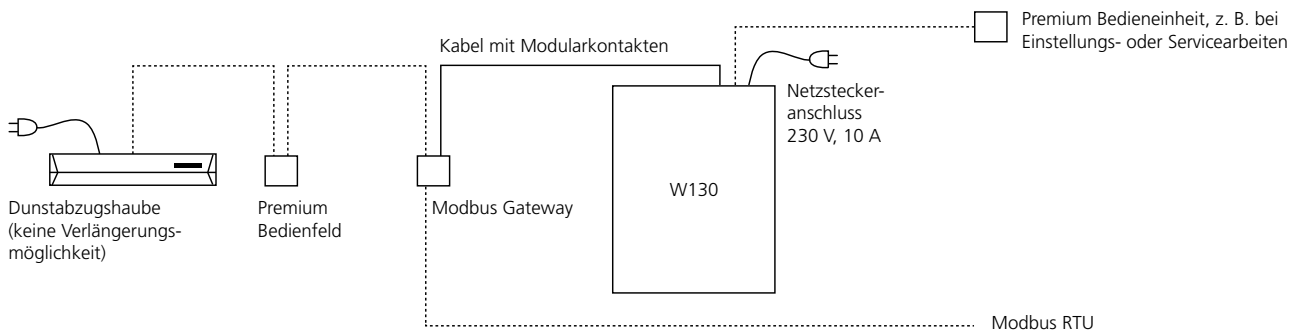 Premium Bedieneinheit, z. B. bei
Einstellungs- oder Servicearbeiten
Kabel mit Modularkontakten
Netzstecker-
anschluss
230 V, 10 A
W130
Dunstabzugshaube
(keine Verlängerungs-
möglichkeit)
Premium
Bedienfeld
Modbus Gateway
Modbus RTU